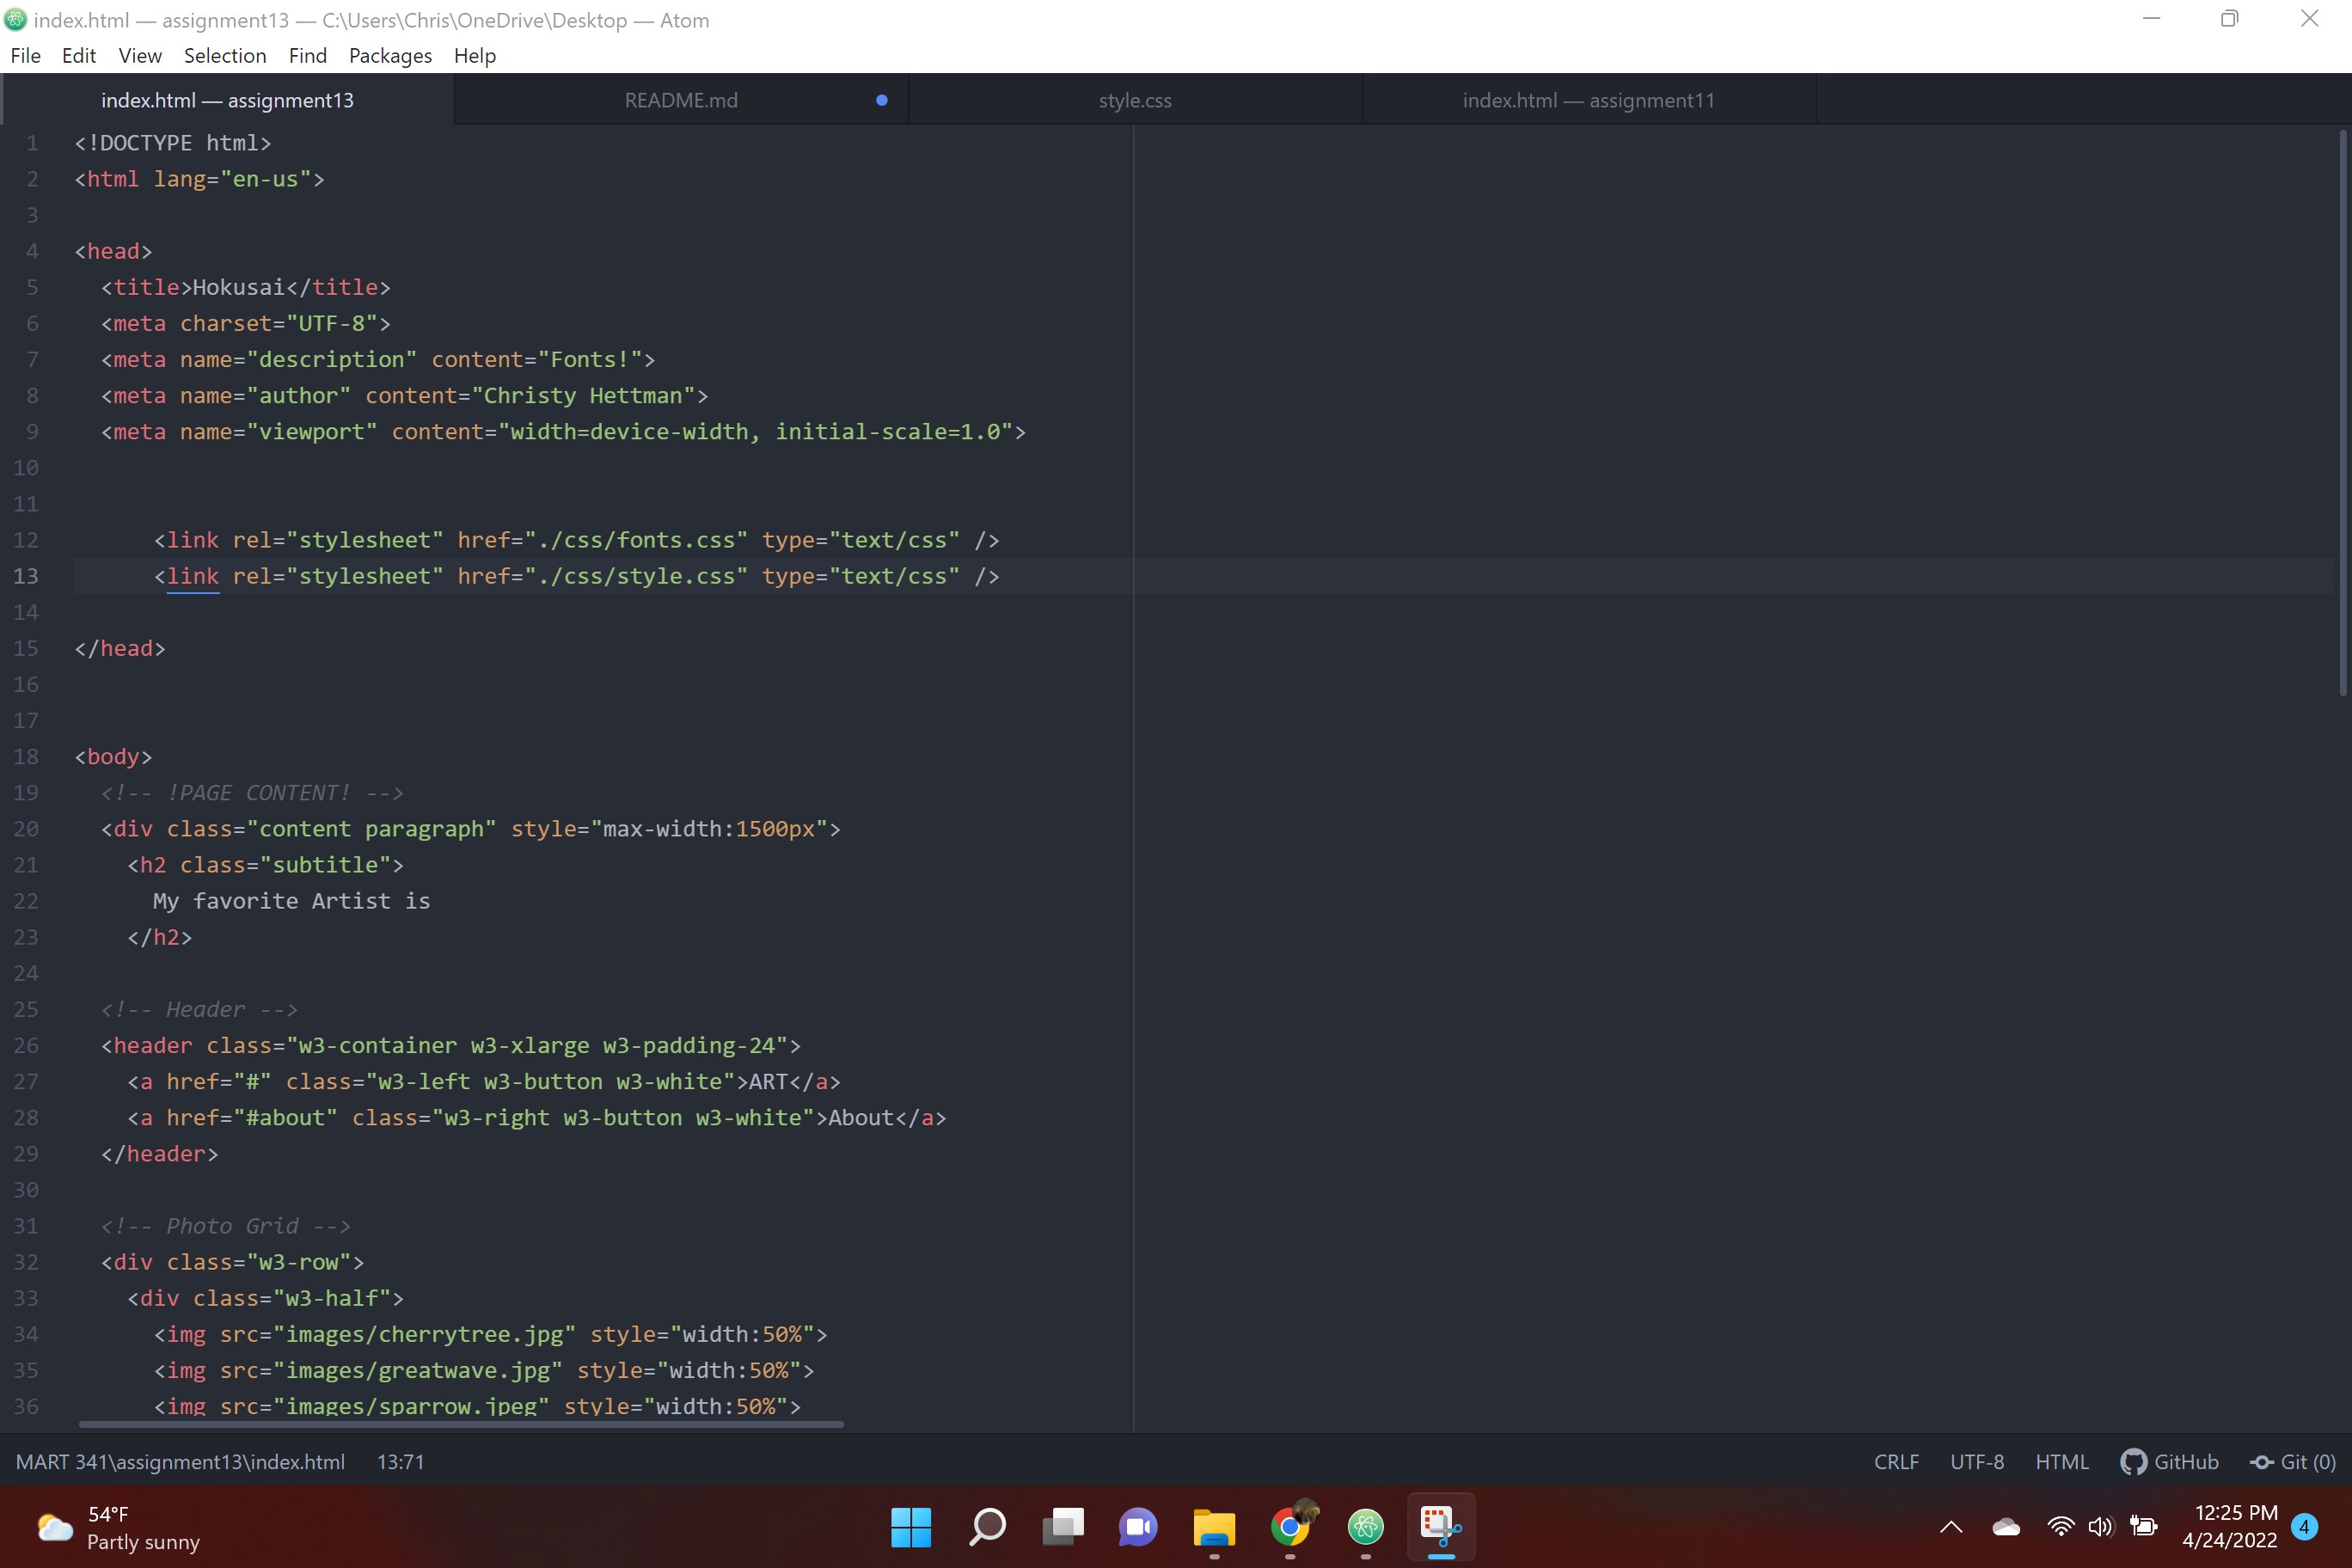 index.html — assignment13 — C:\Users\Chris\OneDrive\Desktop — Atom
File Edit View Selection Find Packages Help
index.html — assignment13 README.md style.css index.html — assignment11
1 <!DOCTYPE html>
2 <html lang="en-us">
3
4 <head>
5 <title>Hokusai</title>
6 <meta charset="UTF-8">
7 <meta name="description" content="Fonts!">
8 <meta name="author" content="Christy Hettman">
9 <meta name="viewport" content="width=device-width, initial-scale=1.0">
10
11
12 <link rel="stylesheet" href="./css/fonts.css" type="text/css" />
13 <link rel="stylesheet" href="./css/style.css" type="text/css" />
14
15 </head>
16
17
18 <body>
19 <!-- !PAGE CONTENT! -->
20 <div class="content paragraph" style="max-width:1500px">
21 <h2 class="subtitle">
22 My favorite Artist is
23 </h2>
24
25 <!-- Header -->
26 <header class="w3-container w3-xlarge w3-padding-24">
27 <a href="#" class="w3-left w3-button w3-white">ART</a>
28 <a href="#about" class="w3-right w3-button w3-white">About</a>
29 </header>
30
31 <!-- Photo Grid -->
32 <div class="w3-row">
33 <div class="w3-half">
34 <img src="images/cherrytree.jpg" style="width:50%">
35 <img src="images/greatwave.jpg" style="width:50%">
36 <img src="images/sparrow.jpeg" style="width:50%">
MART 341\assignment13\index.html 13:71 CRLF UTF-8 HTML GitHub Git (0)
54°F
Partly sunny
12:25 PM
4/24/2022
4